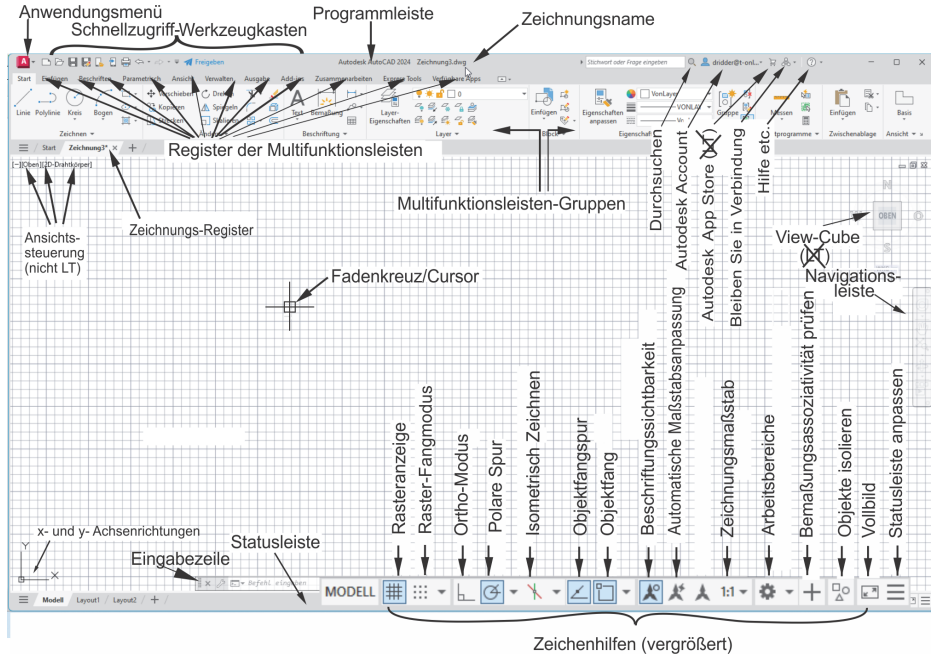 Anwendungsmenü
Schnellzugriff-Werkzeugkasten
Programmleiste
Zeichnungsname
A
Freigeben
Autodesk AutoCAD 2024 Zeichnung3.dwg
Stichwort oder Frage eingeben
dridder@t-onl...
Start Einfügen Beschriften Parametrisch Ansicht Verwalten Ausgabe Add-ins Zusammenarbeiten Express Tools Verfügbare Apps
Linie Polylinie Kreis Bogen
Verschieben
Kopieren
Strecken
Drehen
Spiegeln
Skalieren
Text Bemaßung
Layer-
Eigenschaften
0
Einfügen
Eigenschaften
anpassen
VonLayer
VONLAY
Gruppe
Messen
Einfügen
Basis
Zeichnen
Beschriftung
Layer
Block
Zwischenablage
Ansicht
Start Zeichnung3*
Register der Multifunktionsleisten
[−][Oben][2D-Drahtkörper]
Multifunktionsleisten-Gruppen
Ansichts-
steuerung
(nicht LT)
Zeichnungs-Register
Durchsuchen
Autodesk Account
Autodesk App Store (LT)
Bleiben Sie in Verbindung
Hilfe etc.
OBEN
S
View-Cube
(LT)
Navigations-
leiste
Fadenkreuz/Cursor
Rasteranzeige
Raster-Fangmodus
Ortho-Modus
Polare Spur
Isometrisch Zeichnen
Objektfangspur
Objektfang
Beschriftungssichtbarkeit
Automatische Maßstabsanpassung
Zeichnungsmaßstab
Arbeitsbereiche
Bemaßungsassoziativität prüfen
Objekte isolieren
Vollbild
Statusleiste anpassen
x- und y- Achsenrichtungen
Y
X
Eingabezeile
Statusleiste
Befehl eingeben
MODELL
1:1
Modell Layout1 Layout2
Zeichenhilfen (vergrößert)